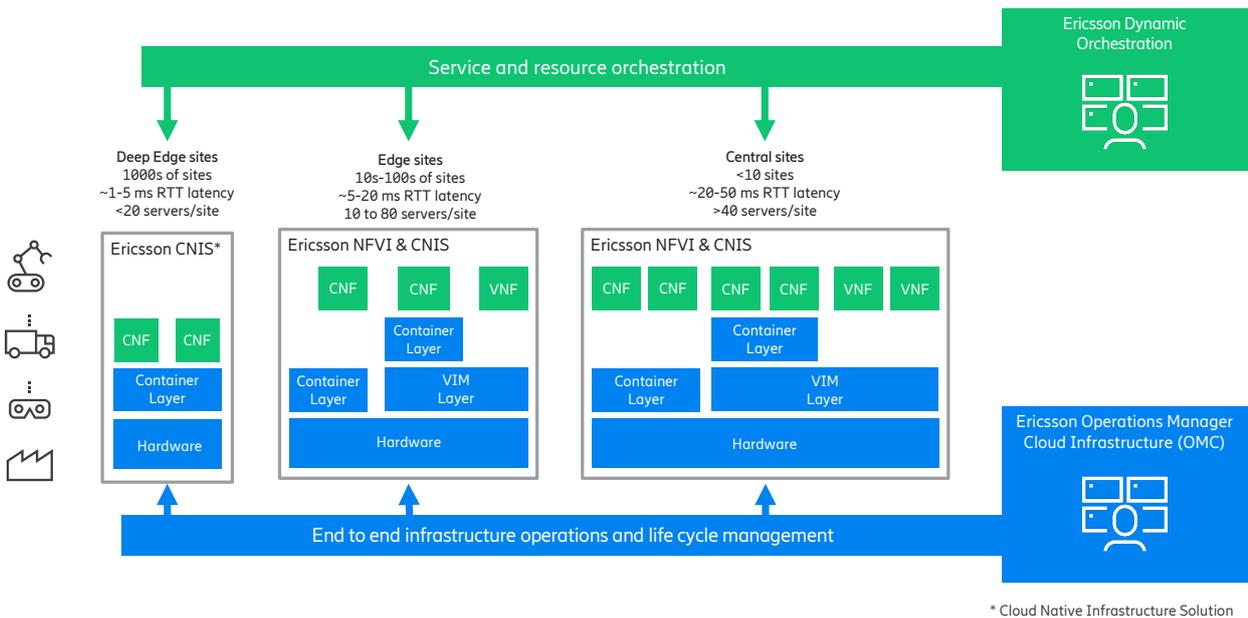 Ericsson Dynamic
Orchestration
Service and resource orchestration
Deep Edge sites
1000s of sites
~1-5 ms RTT latency
<20 servers/site
Edge sites
10s-100s of sites
~5-20 ms RTT latency
10 to 80 servers/site
Central sites
<10 sites
~20-50 ms RTT latency
>40 servers/site
Ericsson CNIS*
CNF
CNF
Container
Layer
Hardware
Ericsson NFVI & CNIS
CNF
CNF
VNF
Container
Layer
Container
Layer
VIM
Layer
Hardware
Ericsson NFVI & CNIS
CNF
CNF
CNF
CNF
VNF
VNF
Container
Layer
Container
Layer
VIM
Layer
Hardware
Ericsson Operations Manager
Cloud Infrastructure (OMC)
End to end infrastructure operations and life cycle management
* Cloud Native Infrastructure Solution